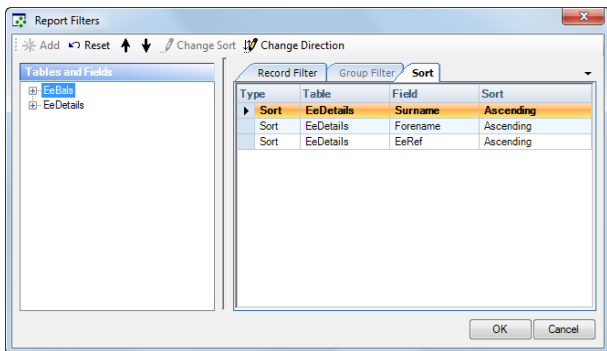 Report Filters
Add Reset Change Sort Change Direction
Tables and Fields
EeBals
EeDetails
Record Filter Group Filter Sort
Type Table Field Sort
Sort EeDetails Surname Ascending
Sort EeDetails Forename Ascending
Sort EeDetails EeRef Ascending
OK Cancel